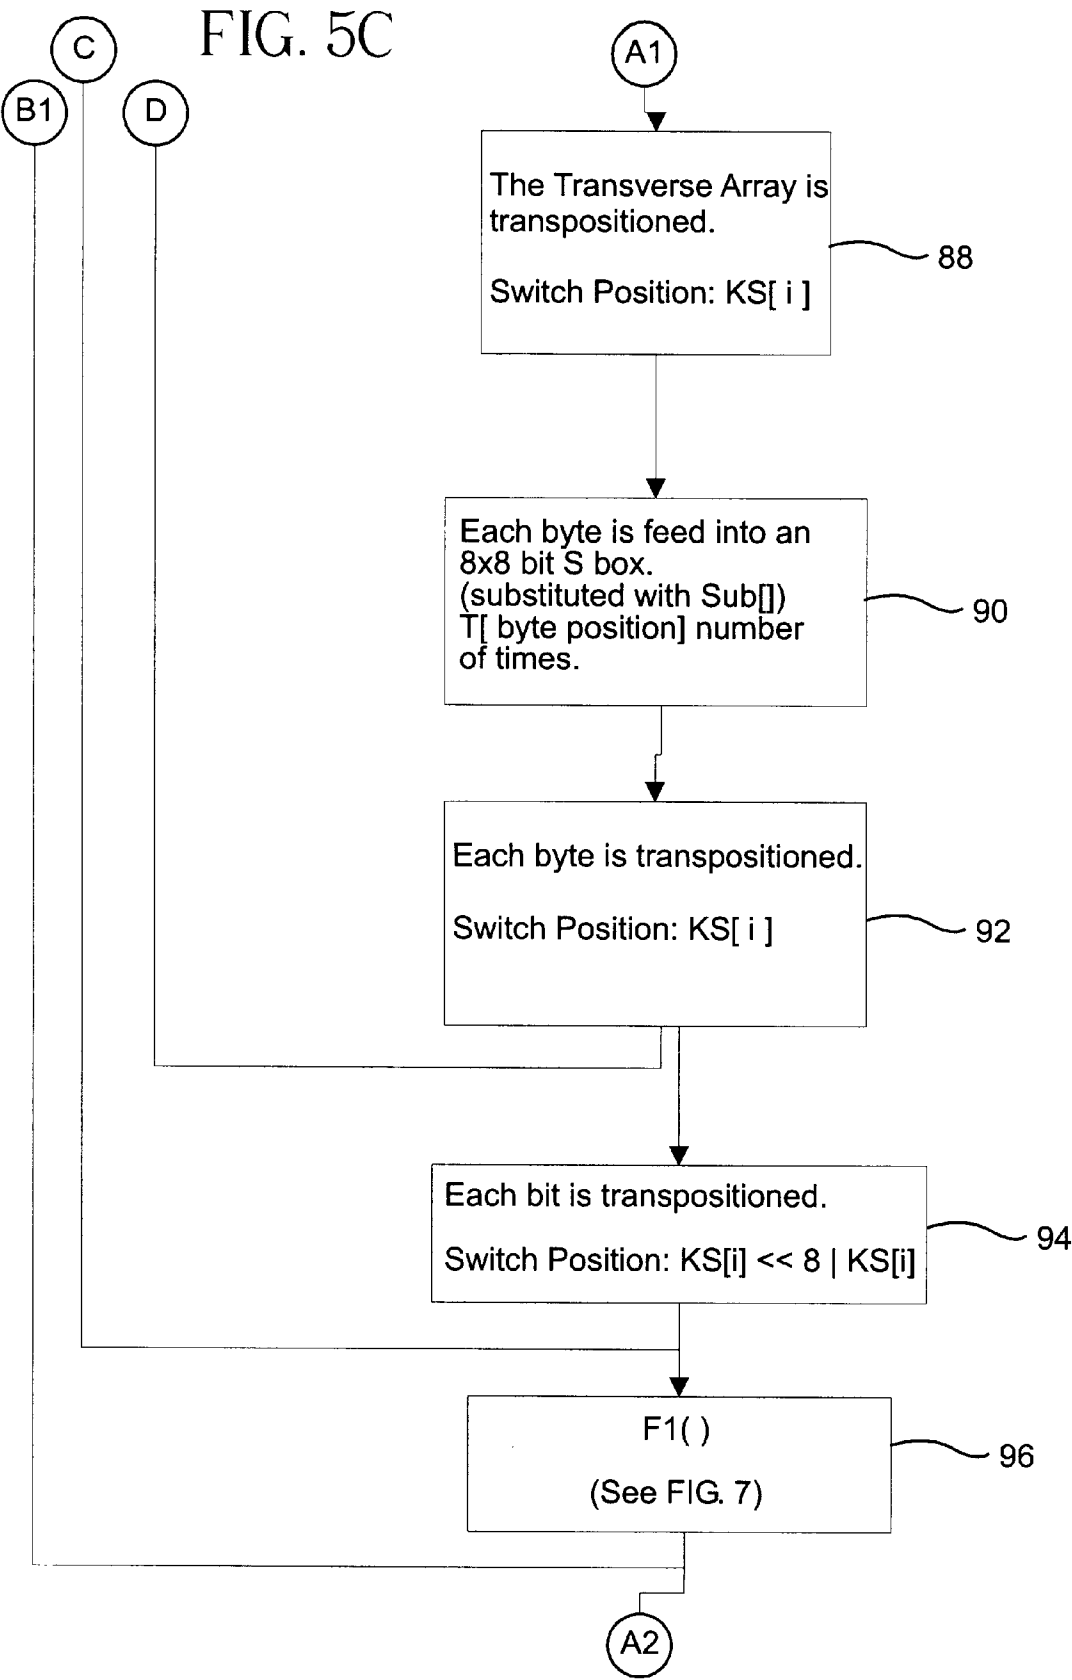 FIG. 5C
C
A1
B1
D
The Transverse Array is
transpositioned.
Switch Position: KS[ i ]
88
Each byte is feed into an
8x8 bit S box.
(substituted with Sub[])
T[ byte position] number
of times.
90
Each byte is transpositioned.
Switch Position: KS[ i ]
92
Each bit is transpositioned.
Switch Position: KS[i] << 8 | KS[i]
94
F1( )
(See FIG. 7)
96
A2